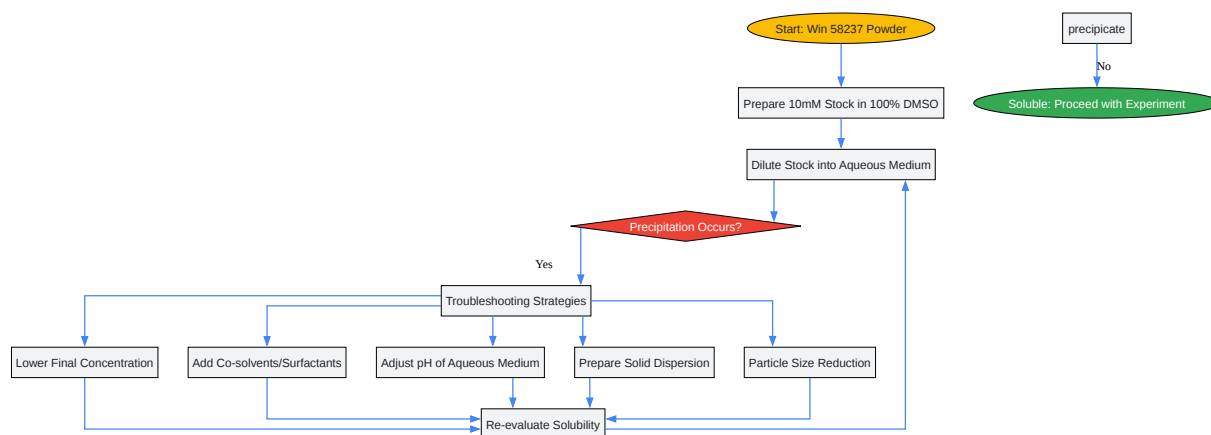 Start: Win 58237 Powder
precipicate
No
Prepare 10mM Stock in 100% DMSO
Soluble: Proceed with Experiment
Dilute Stock into Aqueous Medium
Precipitation Occurs?
Yes
Troubleshooting Strategies
Lower Final Concentration
Add Co-solvents/Surfactants
Adjust pH of Aqueous Medium
Prepare Solid Dispersion
Particle Size Reduction
Re-evaluate Solubility